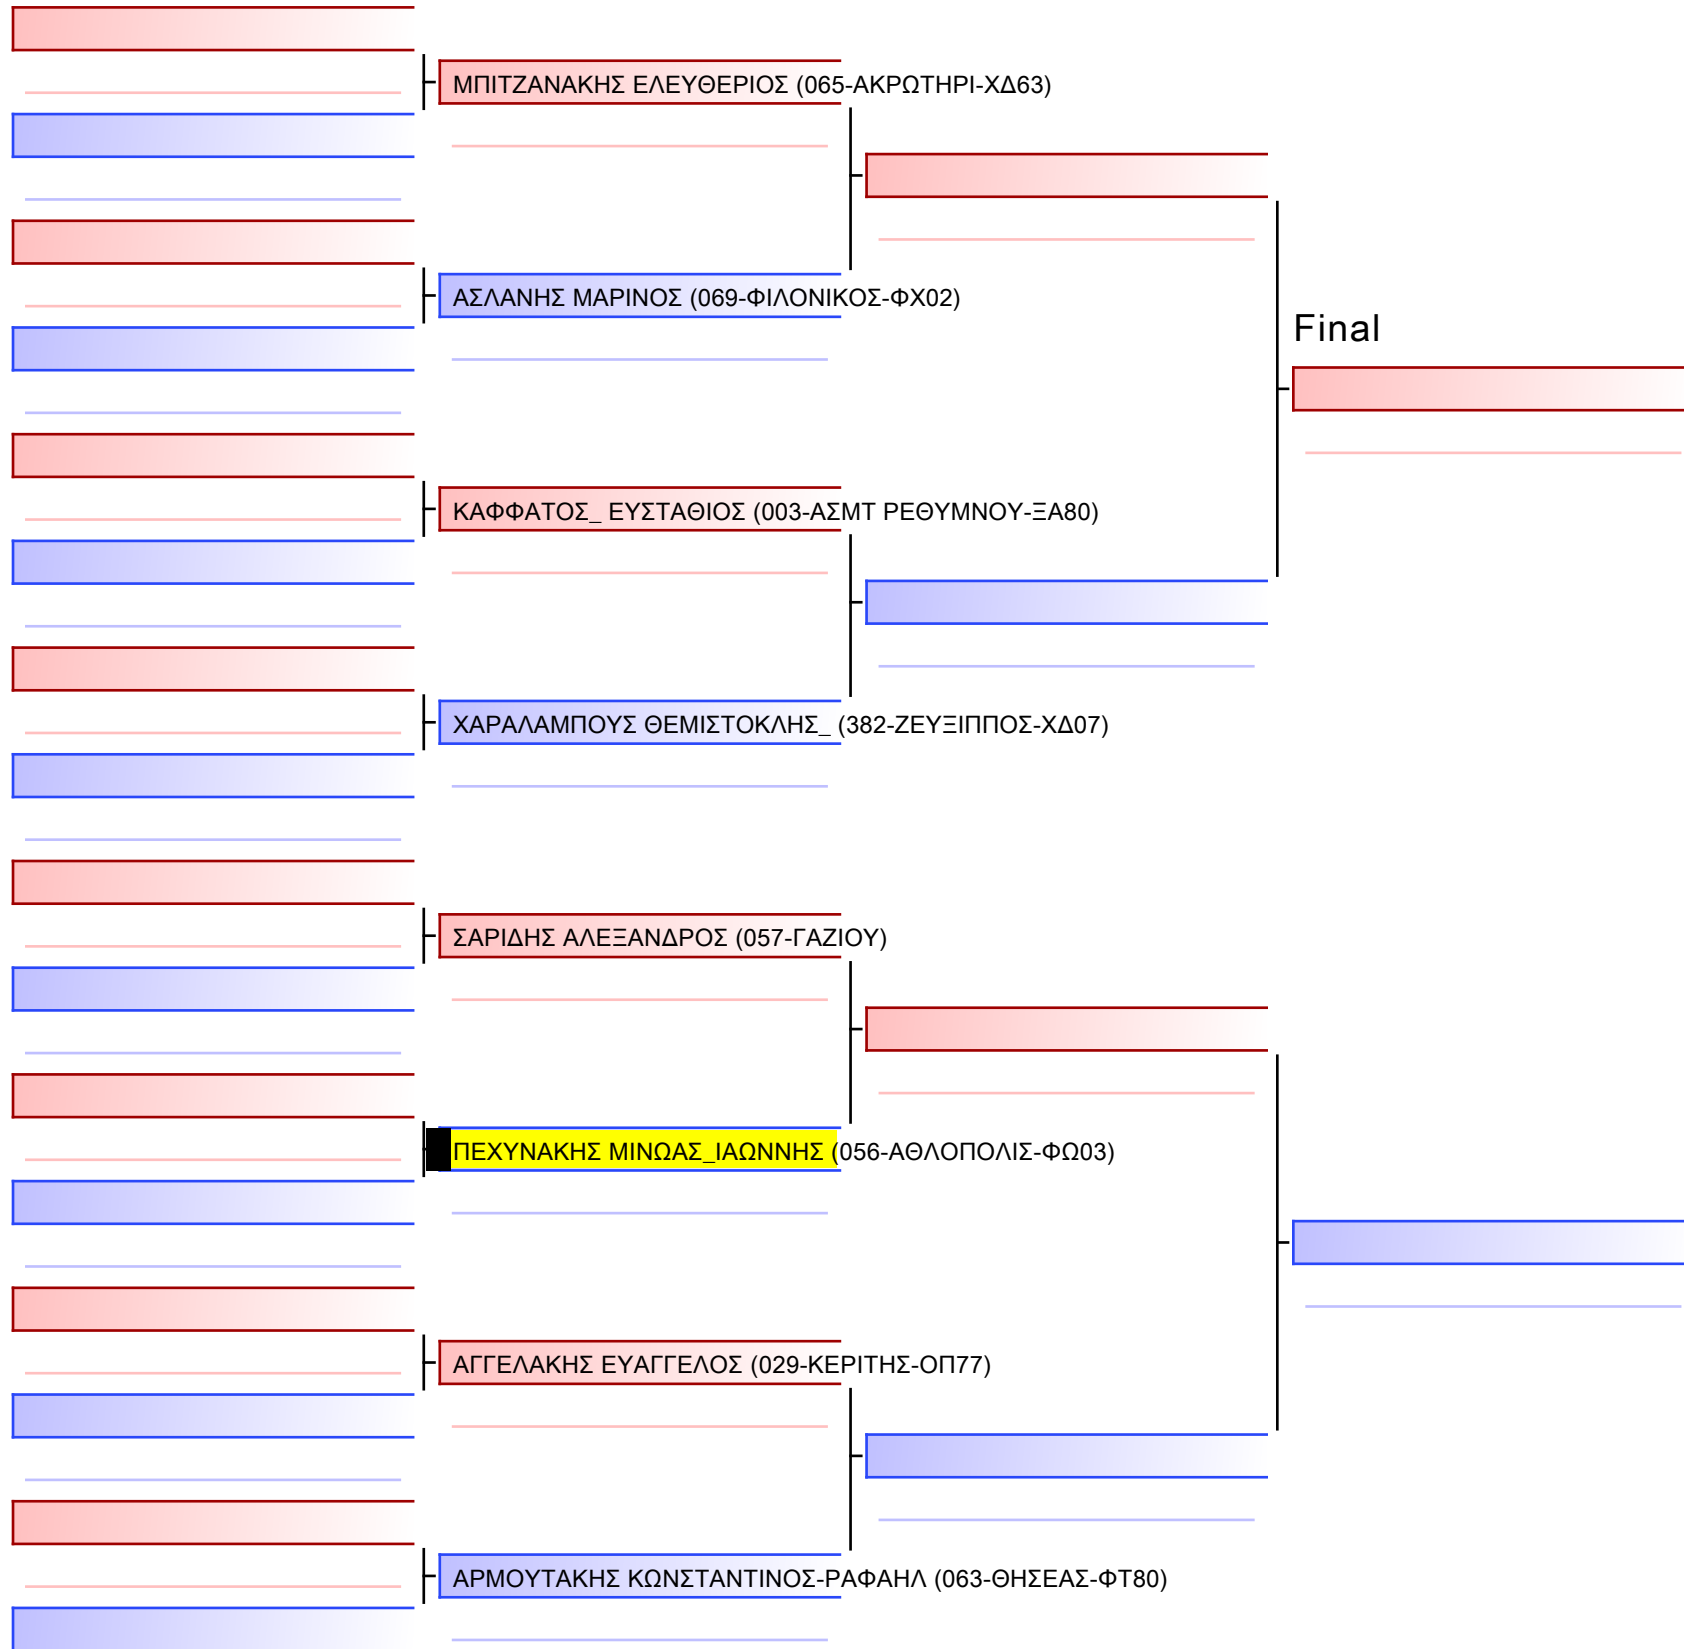 ΜΠΙΤΖΑΝΑΚΗΣ ΕΛΕΥΘΕΡΙΟΣ (065-ΑΚΡΩΤΗΡΙ-ΧΔ63)
ΑΣΛΑΝΗΣ ΜΑΡΙΝΟΣ (069-ΦΙΛΟΝΙΚΟΣ-ΦΧ02)
Final
ΚΑΦΦΑΤΟΣ_ ΕΥΣΤΑΘΙΟΣ (003-ΑΣΜΤ ΡΕΘΥΜΝΟΥ-ΞΑ80)
ΧΑΡΑΛΑΜΠΟΥΣ ΘΕΜΙΣΤΟΚΛΗΣ_ (382-ΖΕΥΞΙΠΠΟΣ-ΧΔ07)
ΣΑΡΙΔΗΣ ΑΛΕΞΑΝΔΡΟΣ (057-ΓΑΖΙΟΥ)
ΠΕΧΥΝΑΚΗΣ ΜΙΝΩΑΣ_ΙΑΩΝΝΗΣ (056-ΑΘΛΟΠΟΛΙΣ-ΦΩ03)
ΑΓΓΕΛΑΚΗΣ ΕΥΑΓΓΕΛΟΣ (029-ΚΕΡΙΤΗΣ-ΟΠ77)
ΑΡΜΟΥΤΑΚΗΣ ΚΩΝΣΤΑΝΤΙΝΟΣ-ΡΑΦΑΗΛ (063-ΘΗΣΕΑΣ-ΦΤ80)